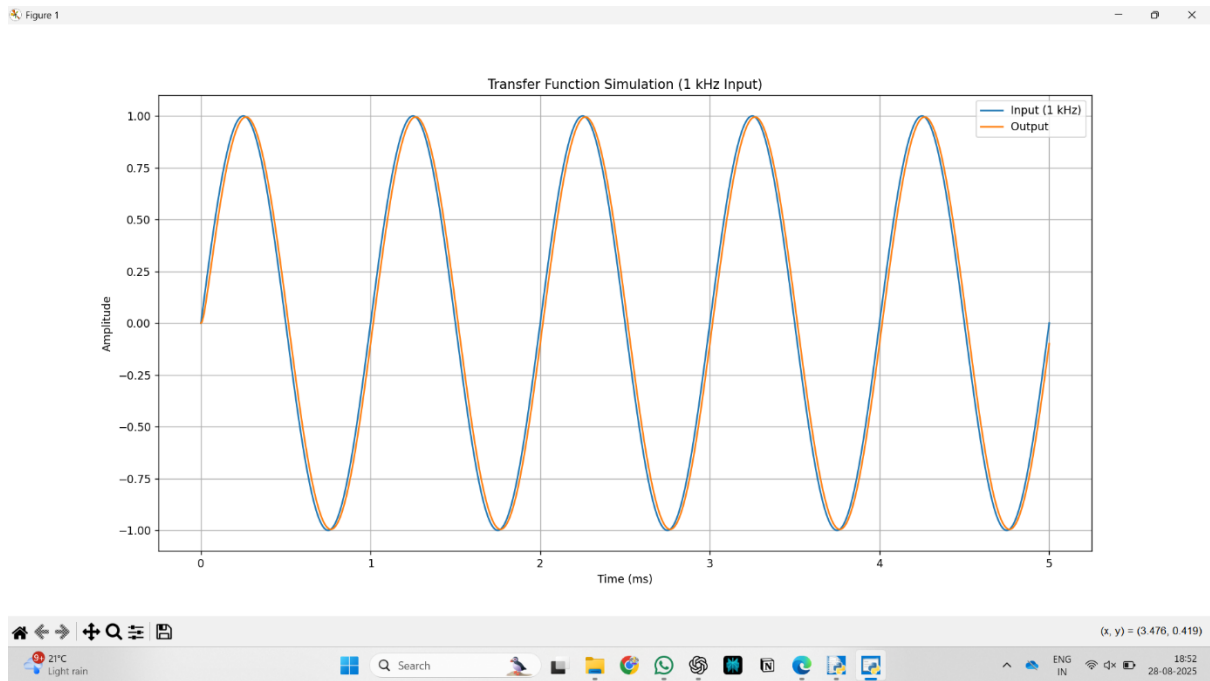 Figure 1
Transfer Function Simulation (1 kHz Input)
Input (1 kHz)
Output
1.00
0.75
0.50
0.25
0.00
−0.25
−0.50
−0.75
−1.00
Amplitude
0 1 2 3 4 5
Time (ms)
(x, y) = (3.476, 0.419)
9+
21°C
Light rain
Search
ENG
IN
18:52
28-08-2025